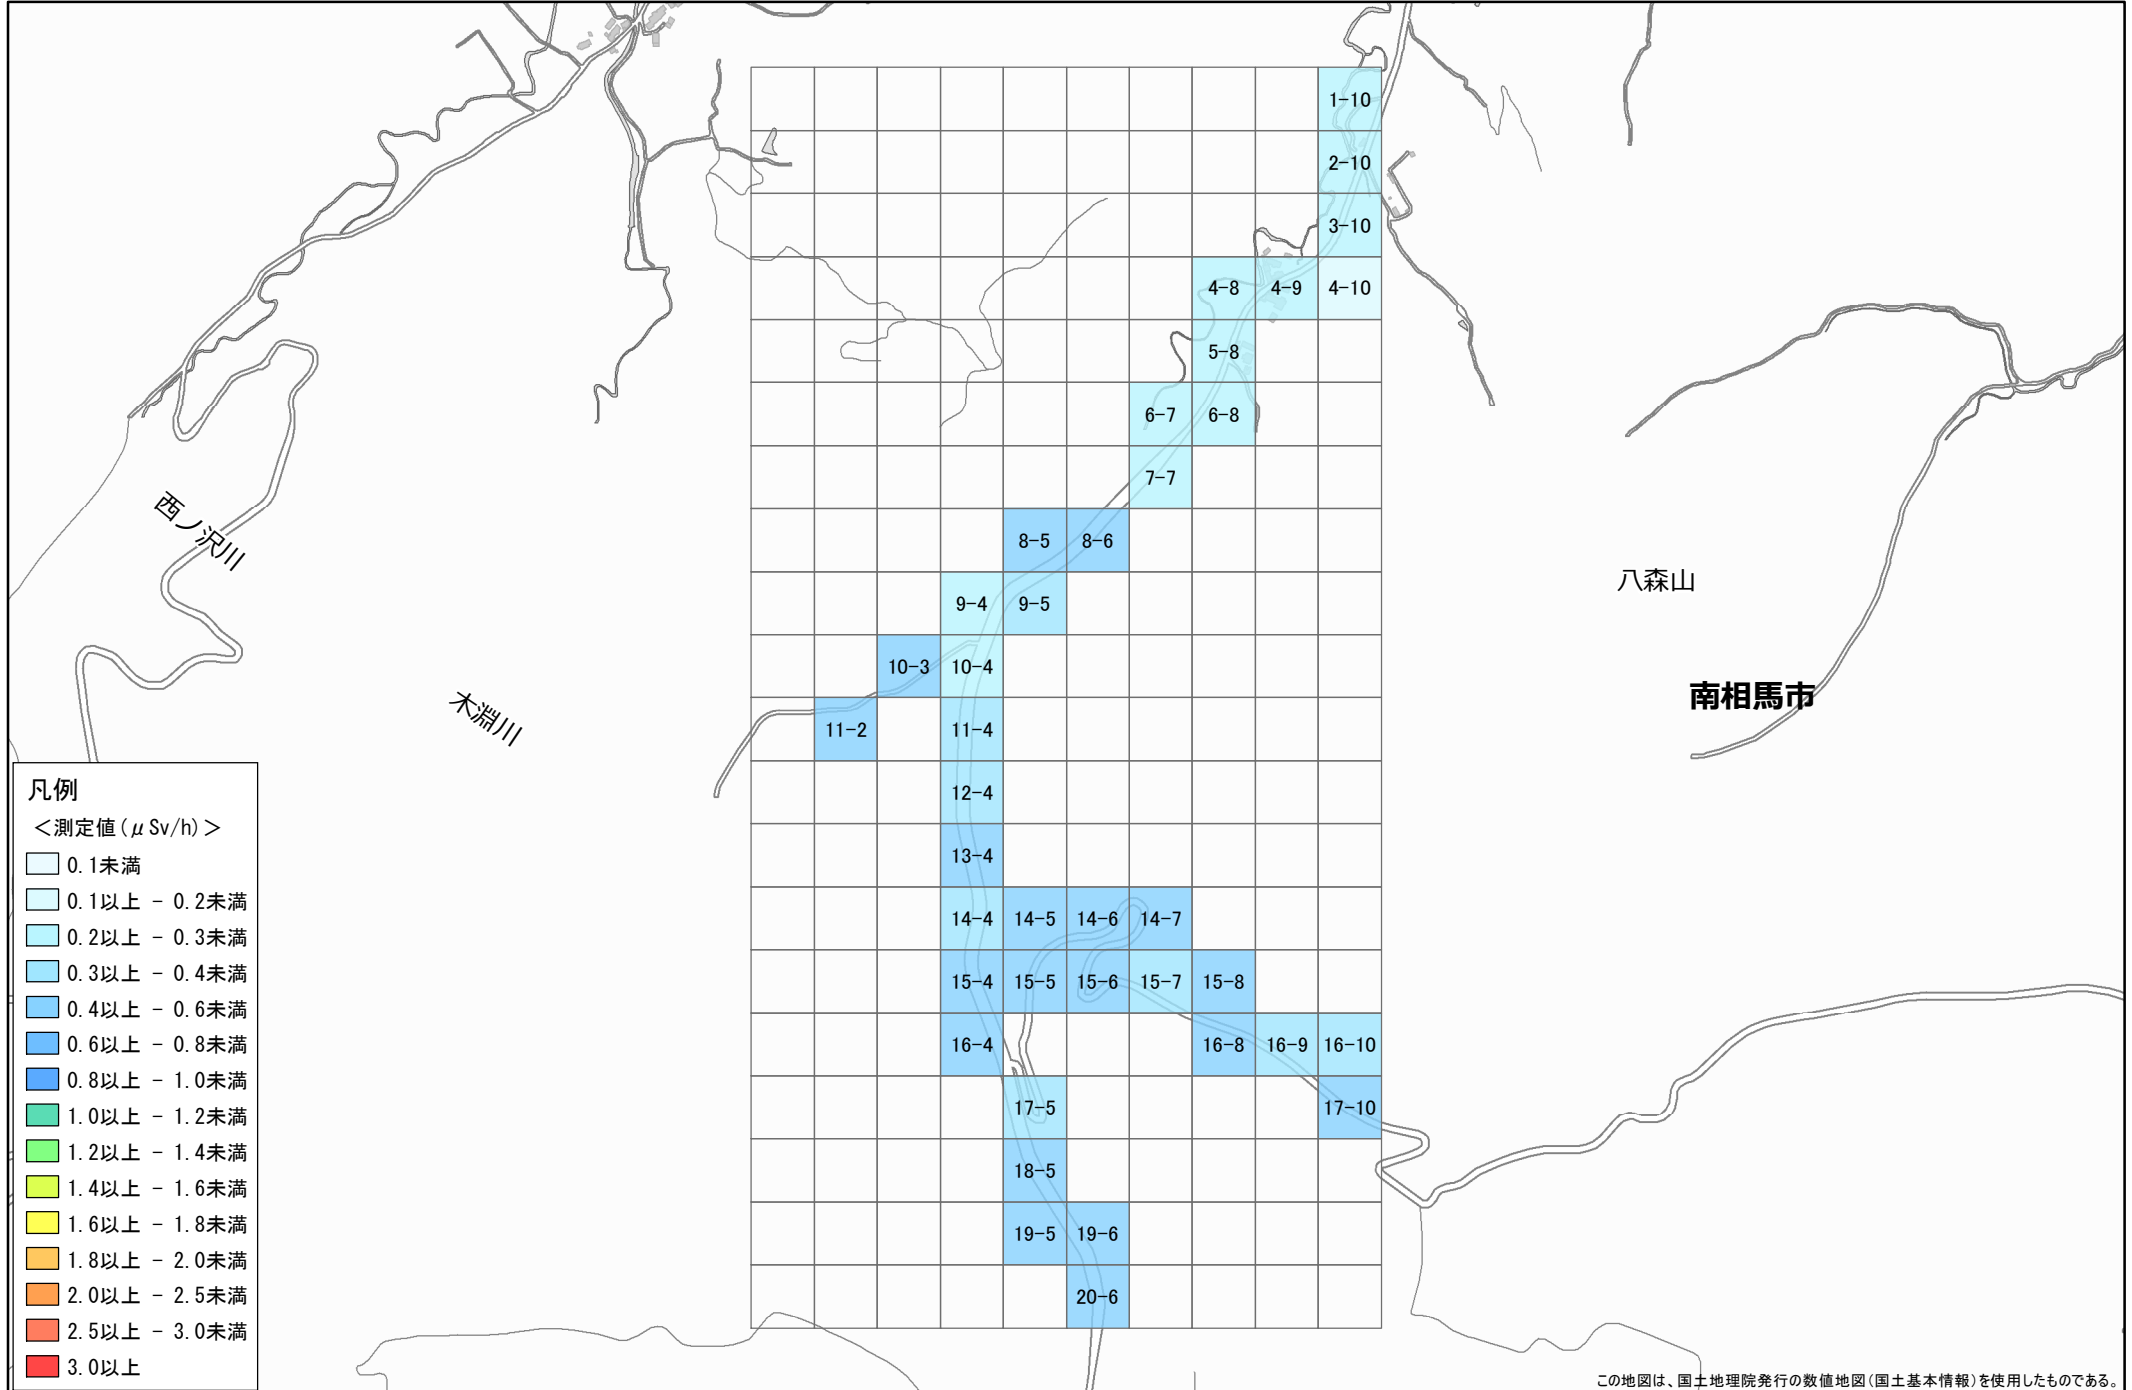 1-10
2-10
3-10
4-8 4-9 4-10
5-8
6-7 6-8
7-7
西ノ沢川
8-5 8-6
八森山
9-4 9-5
10-3 10-4
木淵川
南相馬市
11-2 11-4
12-4
13-4
14-4 14-5 14-6 14-7
15-4 15-5 15-6 15-7 15-8
16-4 16-8 16-9 16-10
17-5 17-10
18-5
19-5 19-6
20-6
凡例
＜測定値(μSv/h)＞
0.1未満
0.1以上 - 0.2未満
0.2以上 - 0.3未満
0.3以上 - 0.4未満
0.4以上 - 0.6未満
0.6以上 - 0.8未満
0.8以上 - 1.0未満
1.0以上 - 1.2未満
1.2以上 - 1.4未満
1.4以上 - 1.6未満
1.6以上 - 1.8未満
1.8以上 - 2.0未満
2.0以上 - 2.5未満
2.5以上 - 3.0未満
3.0以上
この地図は、国土地理院発行の数値地図(国土基本情報)を使用したものである。